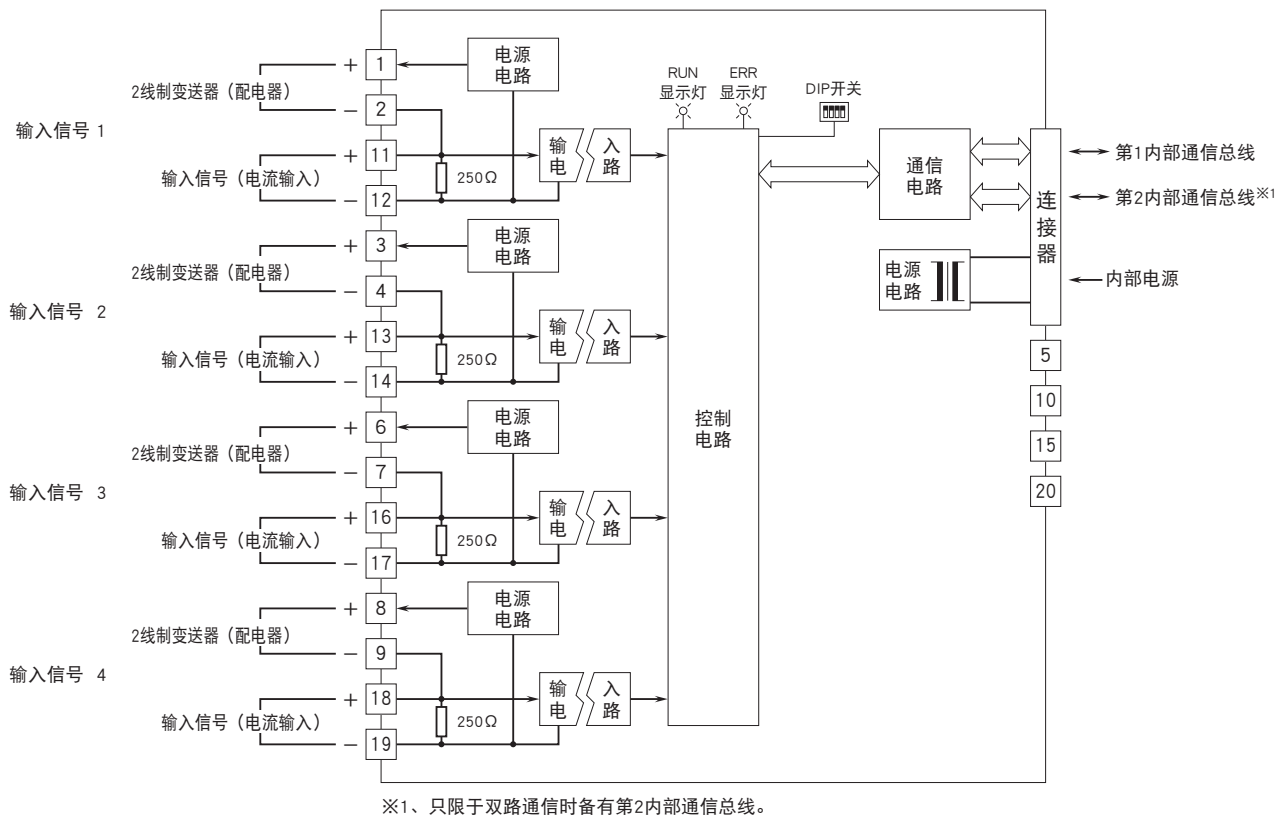 输入信号 1
2线制变送器（配电器）
+ 1
− 2
输入信号（电流输入）
+ 11
− 12
电源
电路
250Ω
输 入
电 路
输入信号 2
2线制变送器（配电器）
+ 3
− 4
输入信号（电流输入）
+ 13
− 14
电源
电路
250Ω
输 入
电 路
输入信号 3
2线制变送器（配电器）
+ 6
− 7
输入信号（电流输入）
+ 16
− 17
电源
电路
250Ω
输 入
电 路
输入信号 4
2线制变送器（配电器）
+ 8
− 9
输入信号（电流输入）
+ 18
− 19
电源
电路
250Ω
输 入
电 路
RUN
显示灯
ERR
显示灯
DIP开关
控制
电路
通信
电路
电源
电路
连
接
器
第1内部通信总线
第2内部通信总线※1
内部电源
5
10
15
20
※1、只限于双路通信时备有第2内部通信总线。